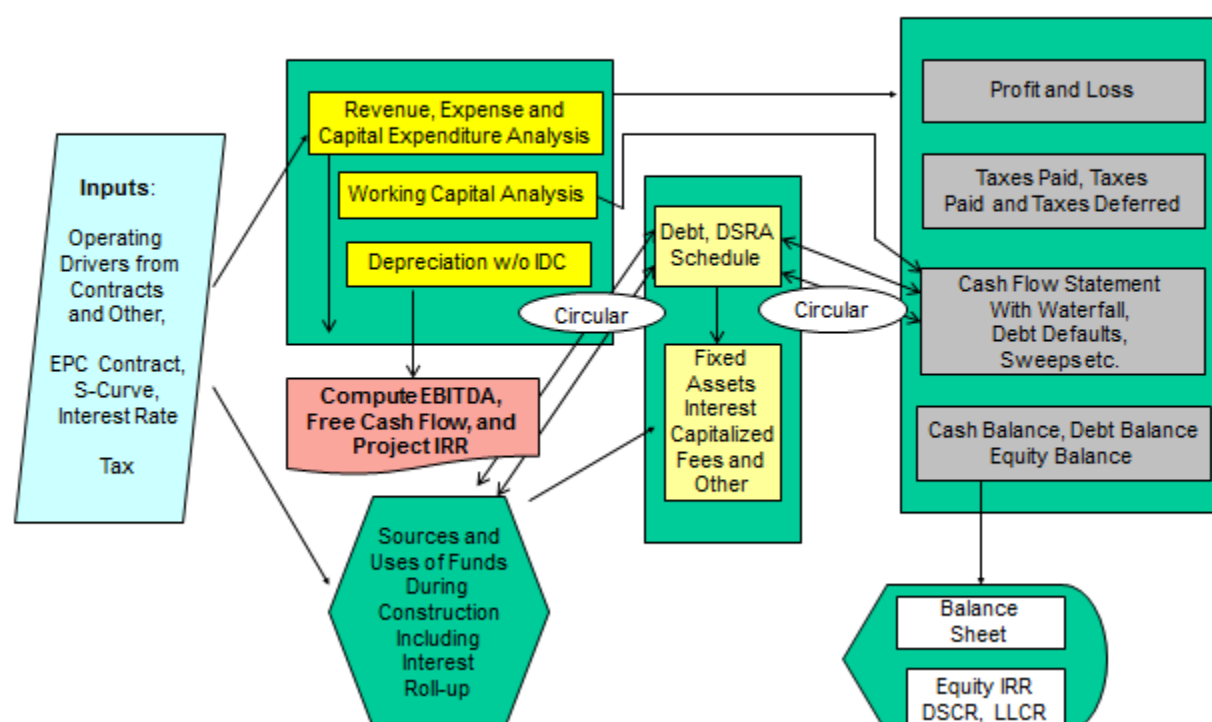 Inputs:
Operating
Drivers from
Contracts
and Other,
EPC Contract,
S-Curve,
Interest Rate
Tax
Revenue, Expense and
Capital Expenditure Analysis
Working Capital Analysis
Depreciation w/o IDC
Compute EBITDA,
Free Cash Flow, and
Project IRR
Sources and
Uses of Funds
During
Construction
Including
Interest
Roll-up
Circular
Debt, DSRA
Schedule
Fixed
Assets
Interest
Capitalized
Fees and
Other
Circular
Profit and Loss
Taxes Paid, Taxes
Paid and Taxes Deferred
Cash Flow Statement
With Waterfall,
Debt Defaults,
Sweeps etc.
Cash Balance, Debt Balance
Equity Balance
Balance
Sheet
Equity IRR
DSCR, LLCR